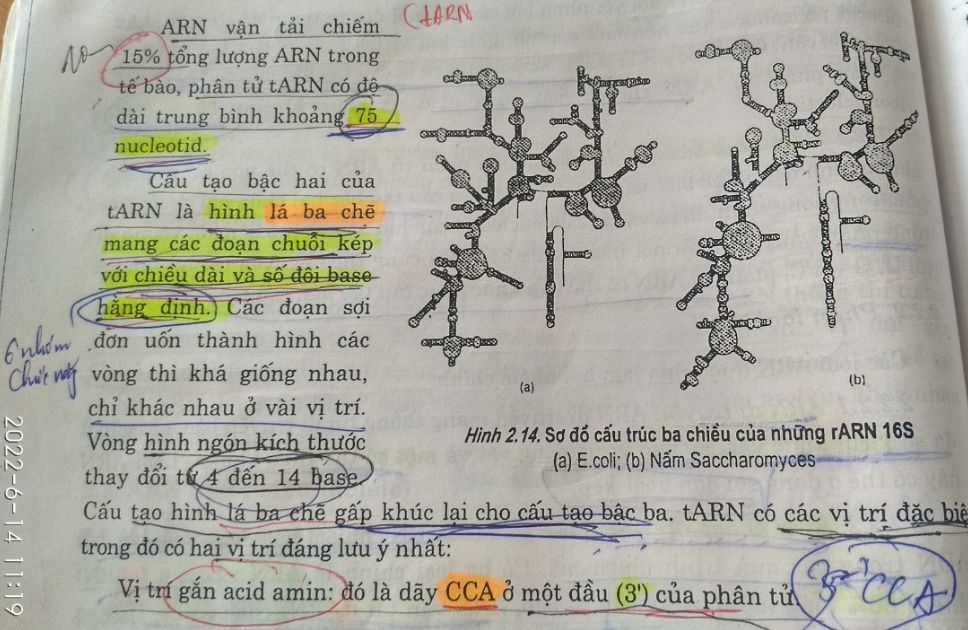 ARN vận tải chiếm
(tARN
15% tổng lượng ARN trong
tế bào, phân tử tARN có độ
dài trung bình khoảng 75
nucleotid.
Cấu tạo bậc hai của
tARN là hình lá ba chẽ
mang các đoạn chuỗi kép
với chiều dài và số đôi base
hằng định. Các đoạn sợi
đơn uốn thành hình các
vòng thì khá giống nhau,
chỉ khác nhau ở vài vị trí.
Vòng hình ngón kích thước
thay đổi từ 4 đến 14 base.
6 nhóm
(a)
(b)
Hình 2.14. Sơ đồ cấu trúc ba chiều của những rARN 16S
(a) E.coli; (b) Nấm Saccharomyces
Cấu tạo hình lá ba chẽ gấp khúc lại cho cấu tạo bậc ba. tARN có các vị trí đặc biệ
trong đó có hai vị trí đáng lưu ý nhất:
Vị trí gắn acid amin: đó là dãy CCA ở một đầu (3') của phân tử
CCA
2022-6-14 11:19